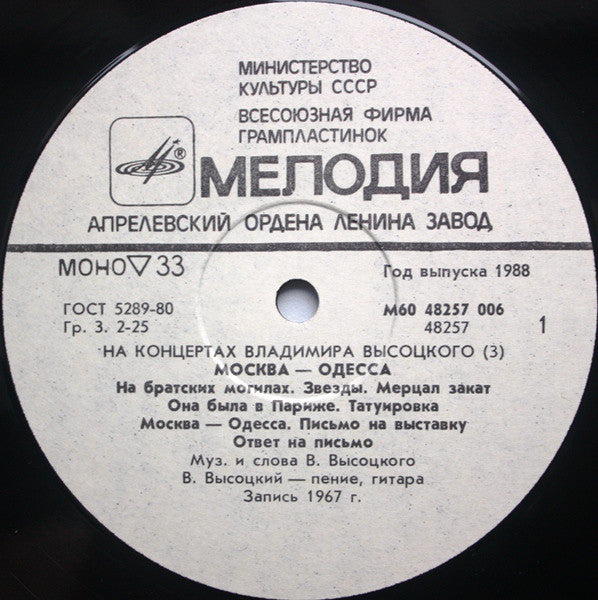 МИНИСТЕРСТВО
КУЛЬТУРЫ СССР
ВСЕСОЮЗНАЯ ФИРМА
ГРАМПЛАСТИНОК
®
МЕЛОДИЯ
АПРЕЛЕВСКИЙ ОРДЕНА ЛЕНИНА ЗАВОД
МОНО▽33
Год выпуска 1988
ГОСТ 5289-80
М60 48257 006
Гр. 3. 2-25
48257
1
НА КОНЦЕРТАХ ВЛАДИМИРА ВЫСОЦКОГО (3)
МОСКВА — ОДЕССА
На братских могилах. Звезды. Мерцал закат
Она была в Париже. Татуировка
Москва — Одесса. Письмо на выставку
Ответ на письмо
Муз. и слова В. Высоцкого
В. Высоцкий — пение, гитара
Запись 1967 г.